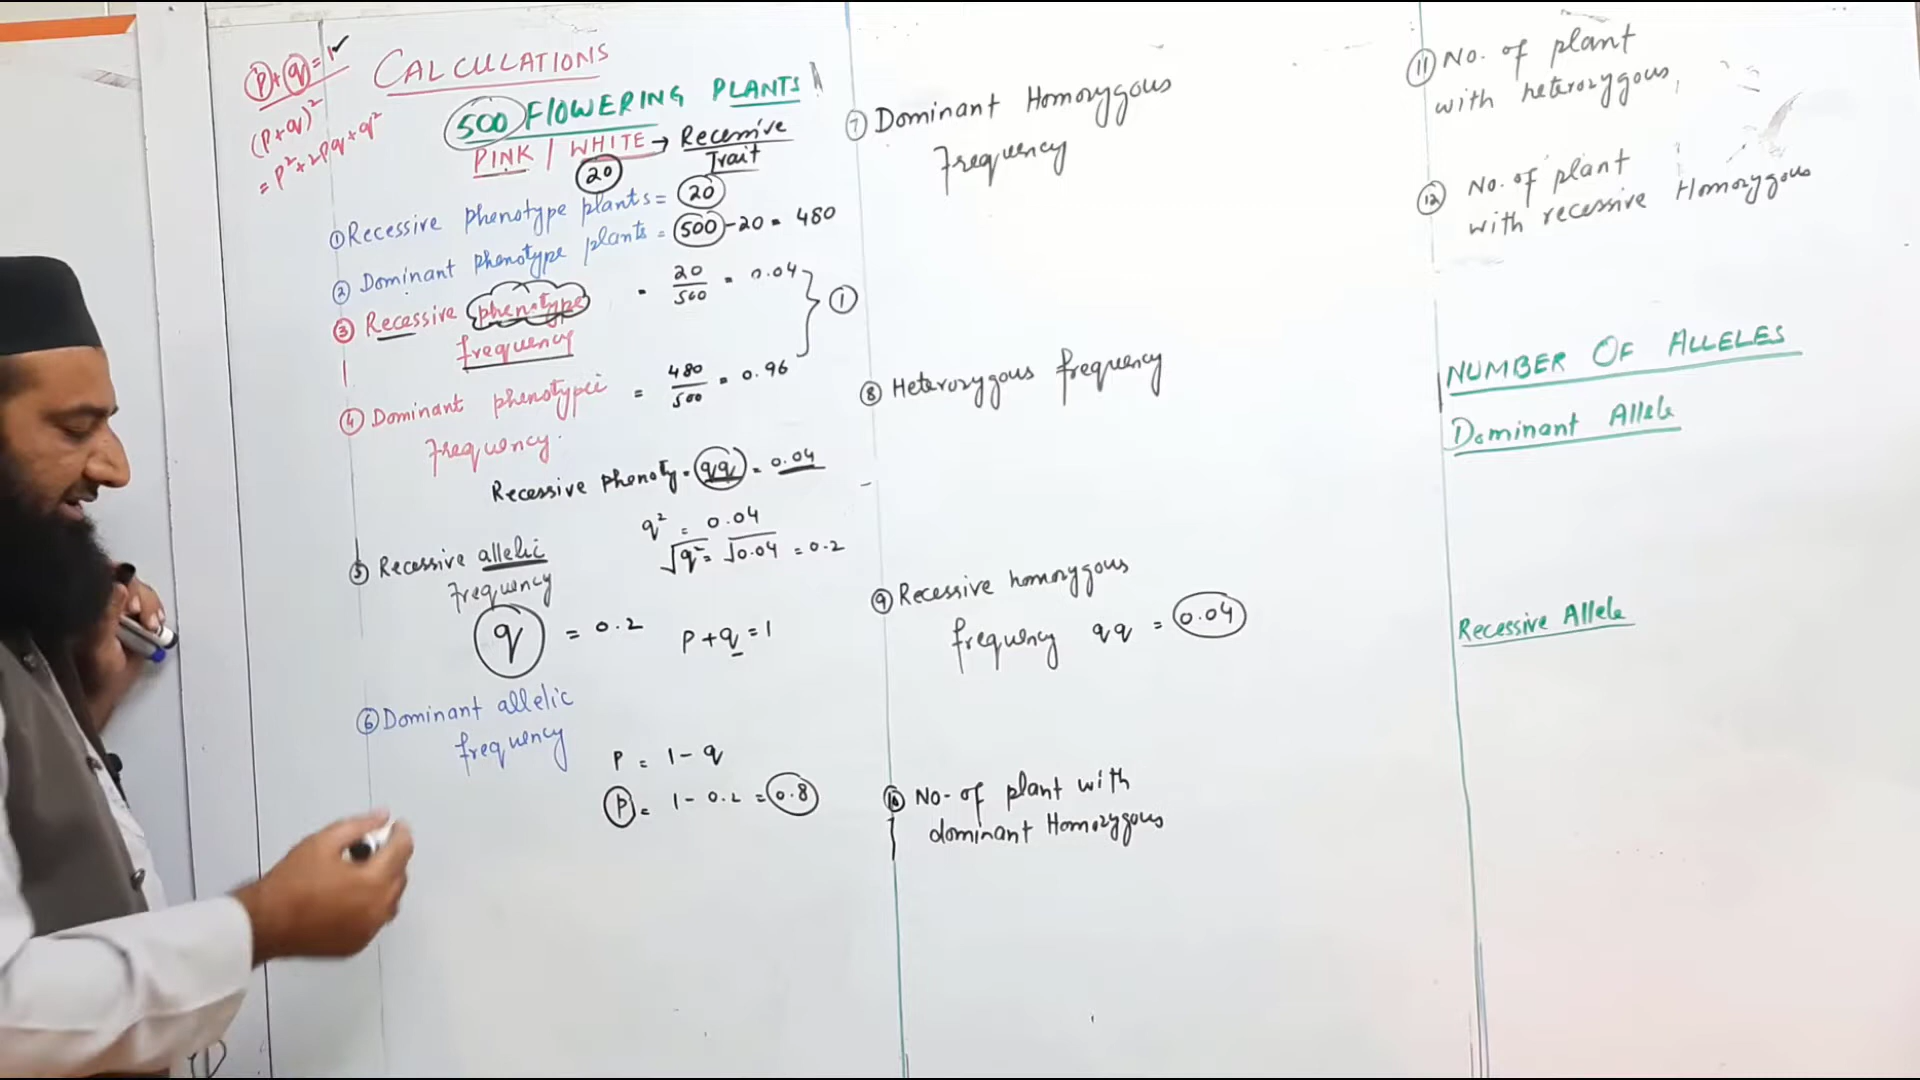 p+q=1✓
(p+q)²
=p²+2pq+q²
CALCULATIONS
500 FlOWERING PLANTS
PINK / WHITE → Recessive
Trait
20
① Recessive phenotype plants = 20
② Dominant phenotype plants = 500-20 = 480
③ Recessive phenotype
frequency
= 20/500 = 0.04
④ Dominant phenotypic
frequency.
= 480/500 = 0.96
①
Recessive phenoty. = qq = 0.04
q² = 0.04
√q² = √0.04 = 0.2
⑤ Recessive allelic
frequency
q = 0.2
p+q=1
⑥ Dominant allelic
frequency
P = 1-q
P = 1-0.2 = 0.8
⑦ Dominant Homozygous
frequency
⑧ Heterozygous frequency
⑨ Recessive homozygous
frequency qq = 0.04
⑩ No- of plant with
dominant Homozygous
⑪ No. of plant
with heterozygous,
⑫ No. of plant
with recessive Homozygous
NUMBER OF ALLELES
Dominant Allele
Recessive Allele